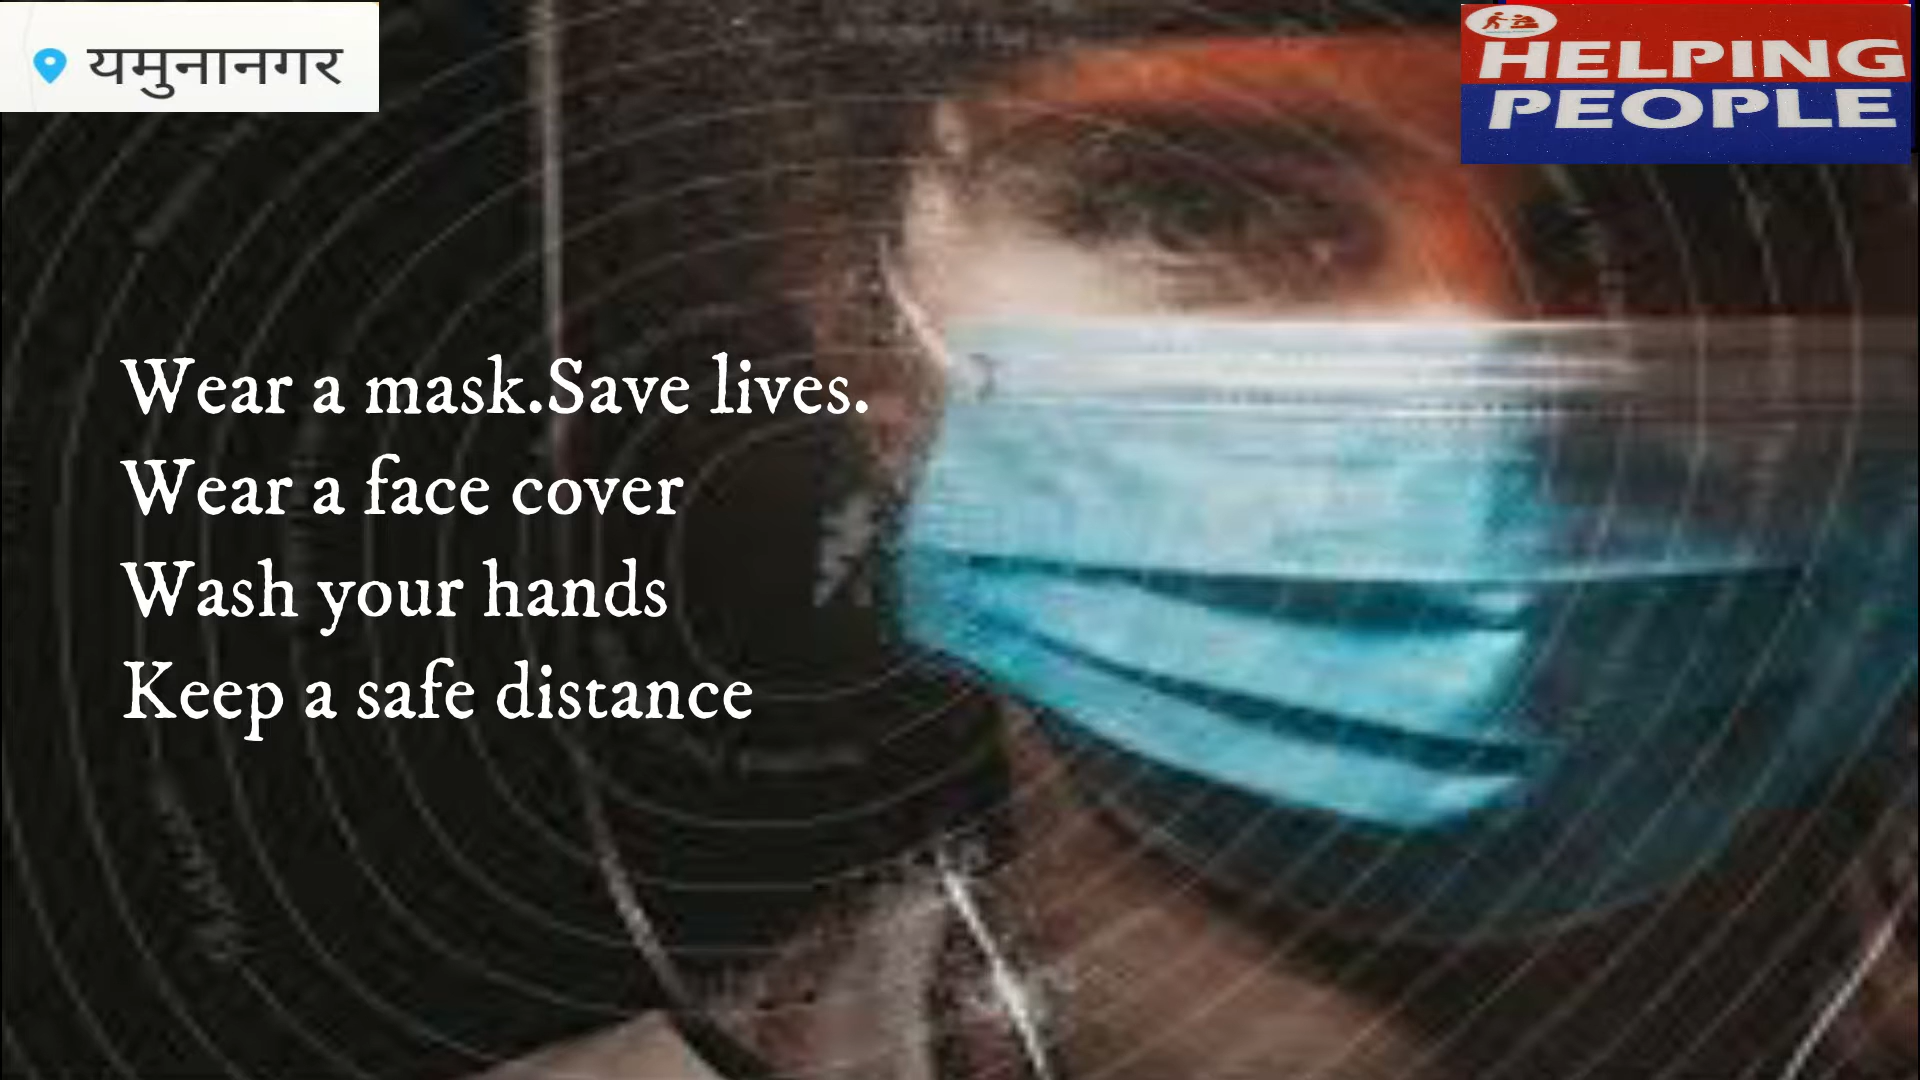 यमुनानगर
HELPING
PEOPLE
Wear a mask.Save lives.
Wear a face cover
Wash your hands
Keep a safe distance